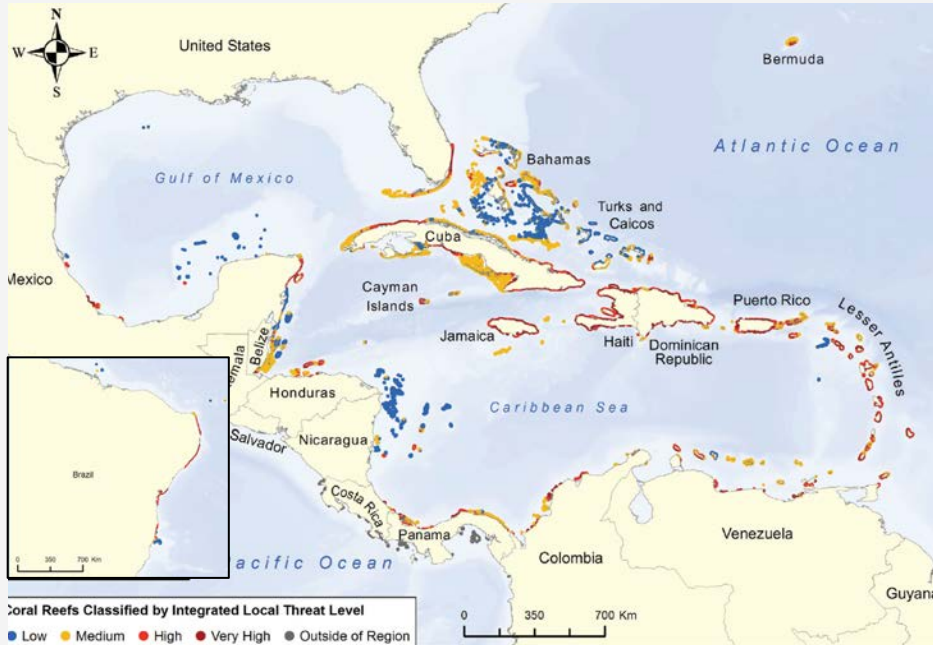 N
W E
S
United States
Bermuda
Atlantic Ocean
Gulf of Mexico
Bahamas
Turks and
Caicos
Cuba
Mexico
Cayman
Islands
Puerto Rico
Lesser Antilles
Jamaica
Haiti
Dominican
Republic
Belize
Honduras
Caribbean Sea
Nicaragua
Salvador
Costa Rica
Panama
Venezuela
Colombia
Guyana
Brazil
0 350 700 Km
acific Ocean
Coral Reefs Classified by Integrated Local Threat Level
Low Medium High Very High Outside of Region
0 350 700 Km